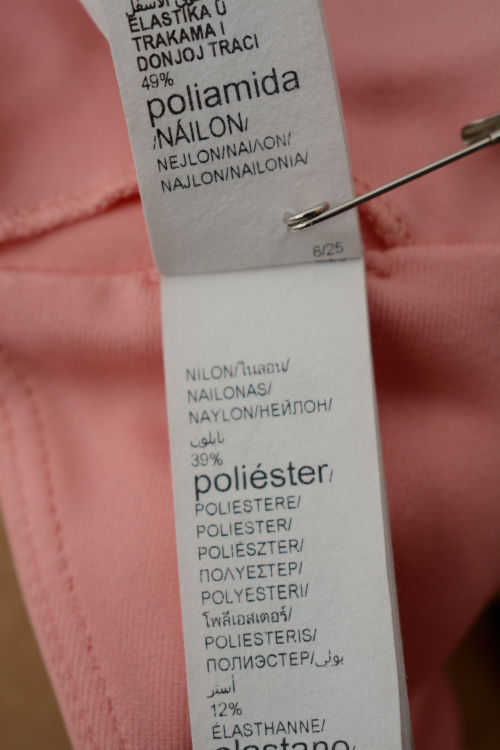 ELASTIKA U
TRAKAMA I
DONJOJ TRACI
49%
poliamida
/NÁILON/
NEJLON/ΝΑΙΛΟΝ/
NAJLON/NAILONIA/
8/25
NILON/ไนลอน/
NAILONAS/
NAYLON/НЕЙЛОН/
نايلون
39%
poliéster/
POLIESTERE/
POLIESTER/
POLIÉSZTER/
ΠΟΛΥΕΣΤΕΡ/
POLYESTERI/
โพลีเอสเตอร์/
POLIESTERIS/
ПОЛИЭСТЕР/بولي
أستر
12%
ÉLASTHANNE/
elastano